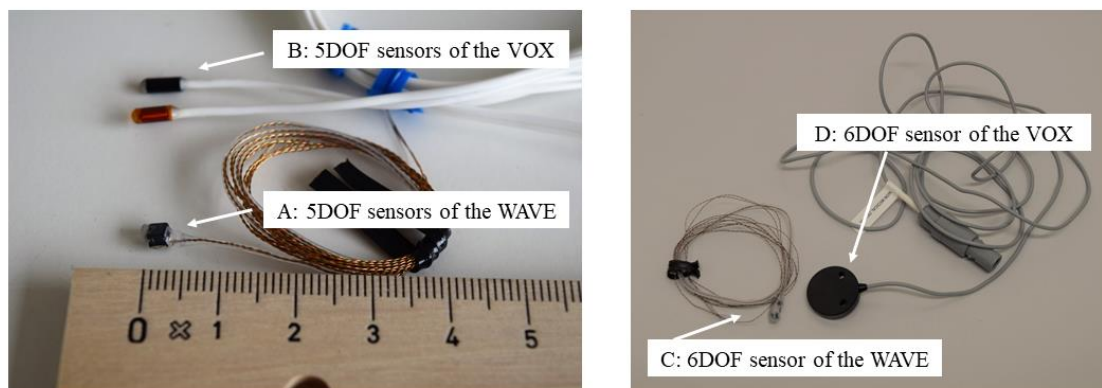 B: 5DOF sensors of the VOX
A: 5DOF sensors of the WAVE
0 1 2 3 4 5
D: 6DOF sensor of the VOX
C: 6DOF sensor of the WAVE